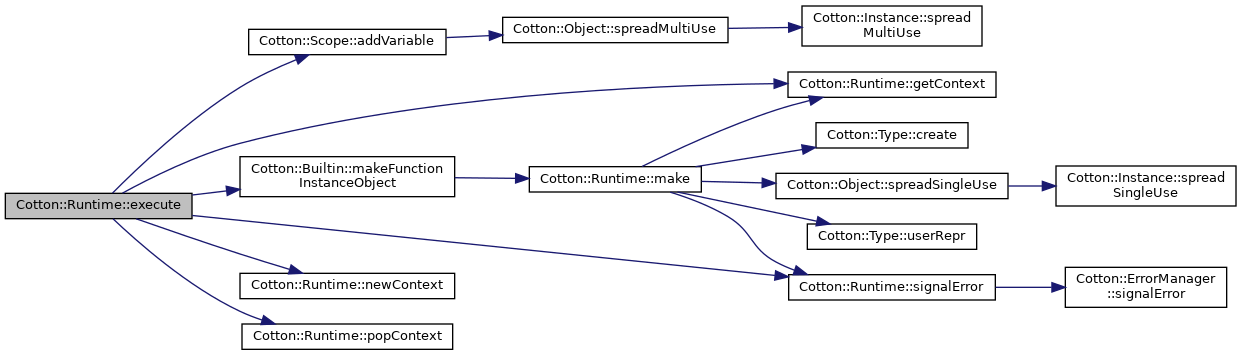 Cotton::Runtime::execute
Cotton::Scope::addVariable
Cotton::Object::spreadMultiUse
Cotton::Instance::spread
MultiUse
Cotton::Runtime::getContext
Cotton::Builtin::makeFunction
InstanceObject
Cotton::Runtime::make
Cotton::Type::create
Cotton::Object::spreadSingleUse
Cotton::Instance::spread
SingleUse
Cotton::Type::userRepr
Cotton::Runtime::signalError
Cotton::ErrorManager
::signalError
Cotton::Runtime::newContext
Cotton::Runtime::popContext